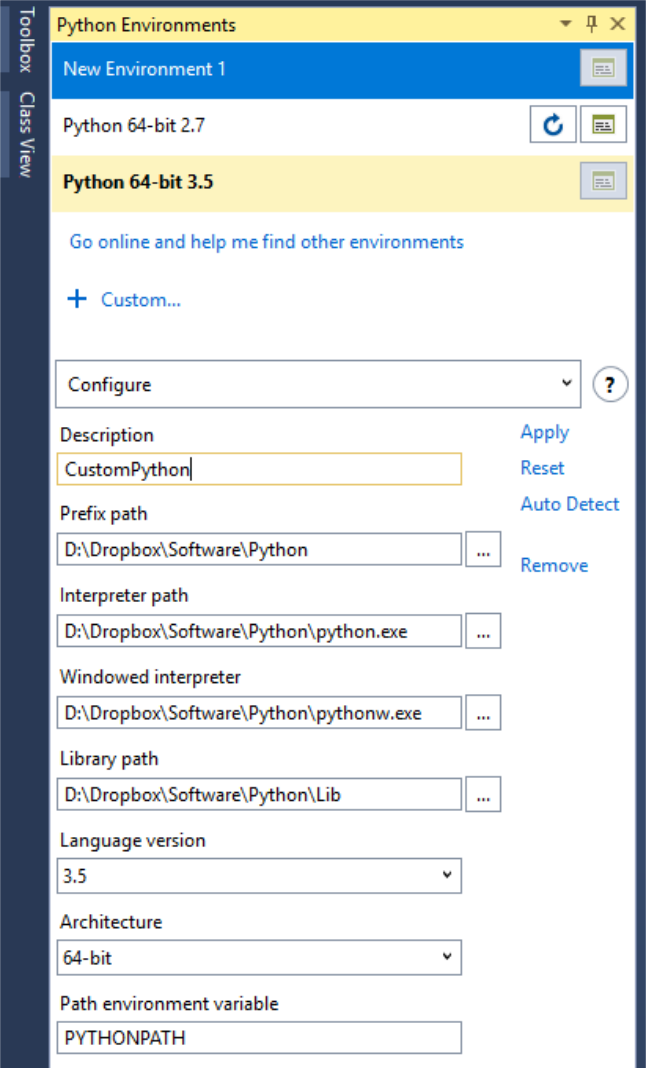 Toolbox
Class View
Python Environments
New Environment 1
Python 64-bit 2.7
Python 64-bit 3.5
Go online and help me find other environments
+ Custom...
Configure
?
Description
Apply
CustomPython
Reset
Prefix path
Auto Detect
D:\Dropbox\Software\Python
...
Remove
Interpreter path
D:\Dropbox\Software\Python\python.exe
...
Windowed interpreter
D:\Dropbox\Software\Python\pythonw.exe
...
Library path
D:\Dropbox\Software\Python\Lib
...
Language version
3.5
Architecture
64-bit
Path environment variable
PYTHONPATH